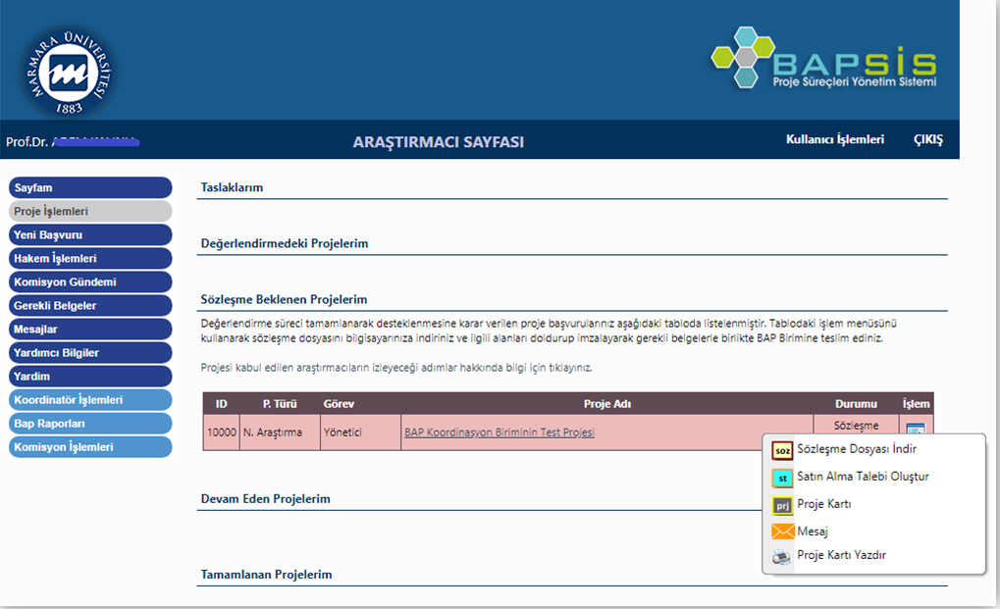 MARMARA ÜNİVERSİTESİ
m
1883
BAPSİS
Proje Süreçleri Yönetim Sistemi
Prof.Dr.
ARAŞTIRMACI SAYFASI
Kullanıcı İşlemleri
ÇIKIŞ
Sayfam
Proje İşlemleri
Yeni Başvuru
Hakem İşlemleri
Komisyon Gündemi
Gerekli Belgeler
Mesajlar
Yardımcı Bilgiler
Yardim
Koordinatör İşlemleri
Bap Raporları
Komisyon İşlemleri
Taslaklarım
Değerlendirmedeki Projelerim
Sözleşme Beklenen Projelerim
Değerlendirme süreci tamamlanarak desteklenmesine karar verilen proje başvurularınız aşağıdaki tabloda listelenmiştir. Tablodaki işlem menüsünü
kullanarak sözleşme dosyasını bilgisayarınıza indiriniz ve ilgili alanları doldurup imzalayarak gerekli belgelerle birlikte BAP Birimine teslim ediniz.
Projesi kabul edilen araştırmacıların izleyeceği adımlar hakkında bilgi için tıklayınız.
ID P. Türü Görev Proje Adı Durumu İşlem
10000 N. Araştırma Yönetici BAP Koordinasyon Biriminin Test Projesi Sözleşme
soz Sözleşme Dosyası İndir
st Satın Alma Talebi Oluştur
prj Proje Kartı
Mesaj
Proje Kartı Yazdır
Devam Eden Projelerim
Tamamlanan Projelerim